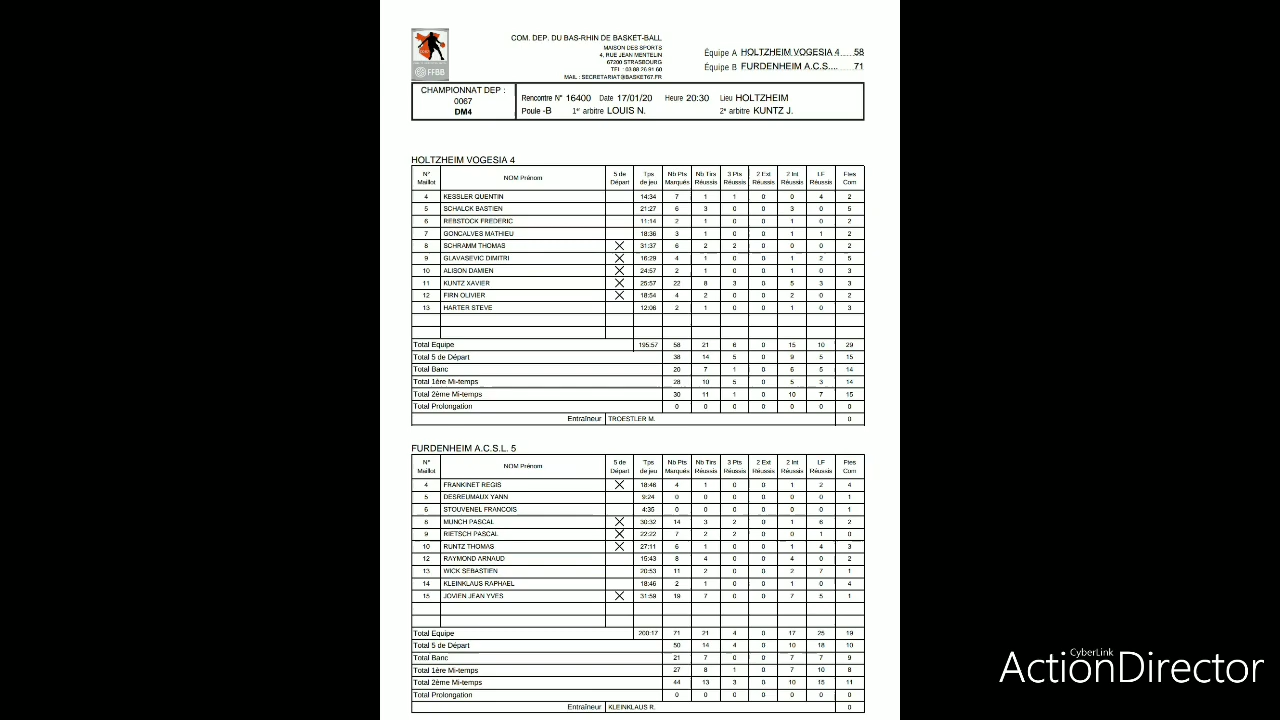 COM. DEP. DU BAS-RHIN DE BASKET-BALL
MAISON DES SPORTS
4, RUE JEAN MENTELIN
67200 STRASBOURG
TEL : 03 88 26 91 60
MAIL : SECRETARIAT@BASKET67.FR
FFBB
Équipe A HOLTZHEIM VOGESIA 4 58
Équipe B FURDENHEIM A.C.S.... 71
CHAMPIONNAT DEP :
0067
DM4
Rencontre N° 16400 Date 17/01/20 Heure 20:30 Lieu HOLTZHEIM
Poule -B 1er arbitre LOUIS N. 2e arbitre KUNTZ J.
HOLTZHEIM VOGESIA 4
N° Maillot NOM Prénom 5 de Départ Tps de jeu Nb Pts Marqués Nb Tirs Réussis 3 Pts Réussis 2 Ext Réussis 2 Int Réussis LF Réussis Ftes Com
4 KESSLER QUENTIN 14:34 7 1 1 0 0 4 2
5 SCHALCK BASTIEN 21:27 6 3 0 0 3 0 5
6 REBSTOCK FREDERIC 11:14 2 1 0 0 1 0 2
7 GONCALVES MATHIEU 18:36 3 1 0 0 1 1 2
8 SCHRAMM THOMAS X 31:37 6 2 2 0 0 0 2
9 GLAVASEVIC DIMITRI X 16:29 4 1 0 0 1 2 5
10 ALISON DAMIEN X 24:57 2 1 0 0 1 0 3
11 KUNTZ XAVIER X 25:57 22 8 3 0 5 3 3
12 FIRN OLIVIER X 18:54 4 2 0 0 2 0 2
13 HARTER STEVE 12:06 2 1 0 0 1 0 3
Total Equipe 195:57 58 21 6 0 15 10 29
Total 5 de Départ 38 14 5 0 9 5 15
Total Banc 20 7 1 0 6 5 14
Total 1ère Mi-temps 28 10 5 0 5 3 14
Total 2ème Mi-temps 30 11 1 0 10 7 15
Total Prolongation 0 0 0 0 0 0 0
Entraîneur TROESTLER M. 0
FURDENHEIM A.C.S.L. 5
N° Maillot NOM Prénom 5 de Départ Tps de jeu Nb Pts Marqués Nb Tirs Réussis 3 Pts Réussis 2 Ext Réussis 2 Int Réussis LF Réussis Ftes Com
4 FRANKINET REGIS X 18:46 4 1 0 0 1 2 4
5 DESREUMAUX YANN 9:24 0 0 0 0 0 0 1
6 STOUVENEL FRANCOIS 4:35 0 0 0 0 0 0 1
8 MUNCH PASCAL X 30:32 14 3 2 0 1 6 2
9 RIETSCH PASCAL X 22:22 7 2 2 0 0 1 0
10 RUNTZ THOMAS X 27:11 6 1 0 0 1 4 3
12 RAYMOND ARNAUD 15:43 8 4 0 0 4 0 2
13 WICK SEBASTIEN 20:53 11 2 0 0 2 7 1
14 KLEINKLAUS RAPHAEL 18:46 2 1 0 0 1 0 4
15 JOVIEN JEAN YVES X 31:59 19 7 0 0 7 5 1
Total Equipe 200:17 71 21 4 0 17 25 19
Total 5 de Départ 50 14 4 0 10 18 10
Total Banc 21 7 0 0 7 7 9
Total 1ère Mi-temps 27 8 1 0 7 10 8
Total 2ème Mi-temps 44 13 3 0 10 15 11
Total Prolongation 0 0 0 0 0 0 0
Entraîneur KLEINKLAUS R. 0
CyberLink
ActionDirector